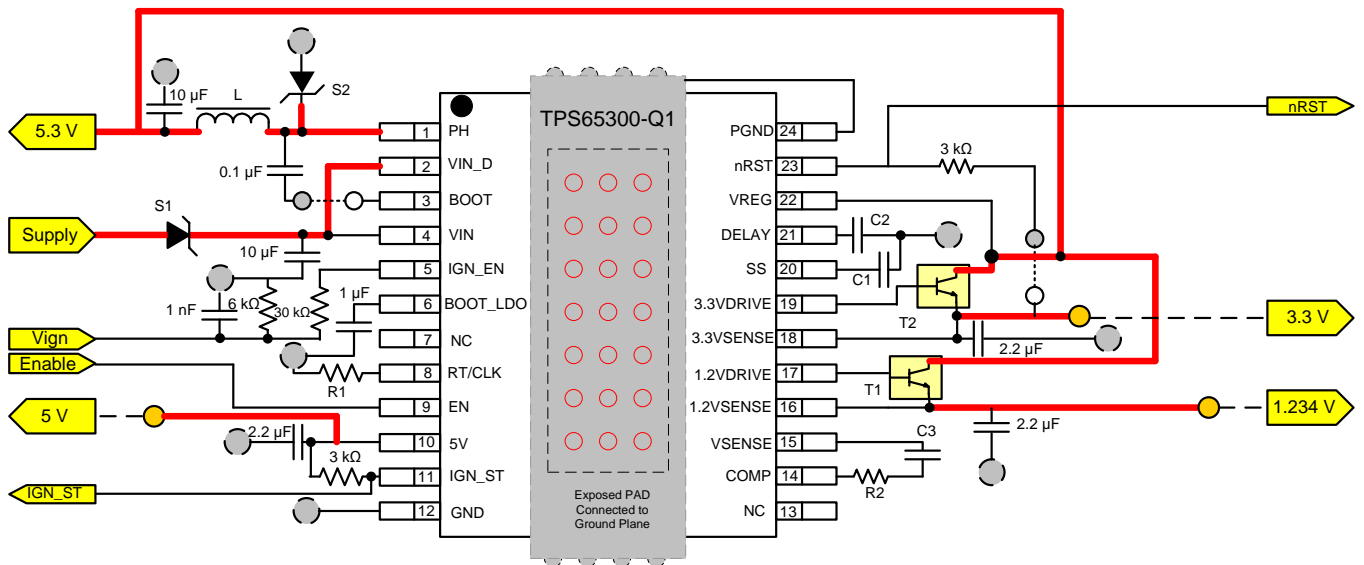 10 µF
L
S2
5.3 V
0.1 µF
S1
Supply
10 µF
1 nF
6 kΩ
30 kΩ
1 µF
Vign
Enable
R1
5 V
2.2 µF
3 kΩ
IGN_ST
TPS65300-Q1
1 PH
2 VIN_D
3 BOOT
4 VIN
5 IGN_EN
6 BOOT_LDO
7 NC
8 RT/CLK
9 EN
10 5V
11 IGN_ST
12 GND
Exposed PAD
Connected to
Ground Plane
PGND 24
nRST 23
VREG 22
DELAY 21
SS 20
3.3VDRIVE 19
3.3VSENSE 18
1.2VDRIVE 17
1.2VSENSE 16
VSENSE 15
COMP 14
NC 13
nRST
3 kΩ
C2
C1
T2
3.3 V
2.2 µF
T1
1.234 V
2.2 µF
C3
R2